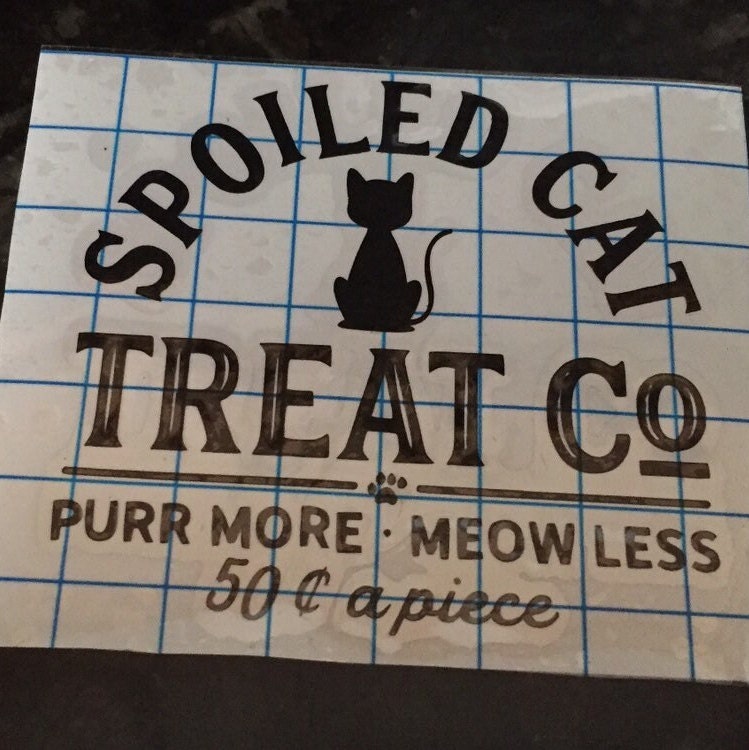 SPOILED CAT
TREAT Co
PURR MORE · MEOW LESS
50 ¢ a piece